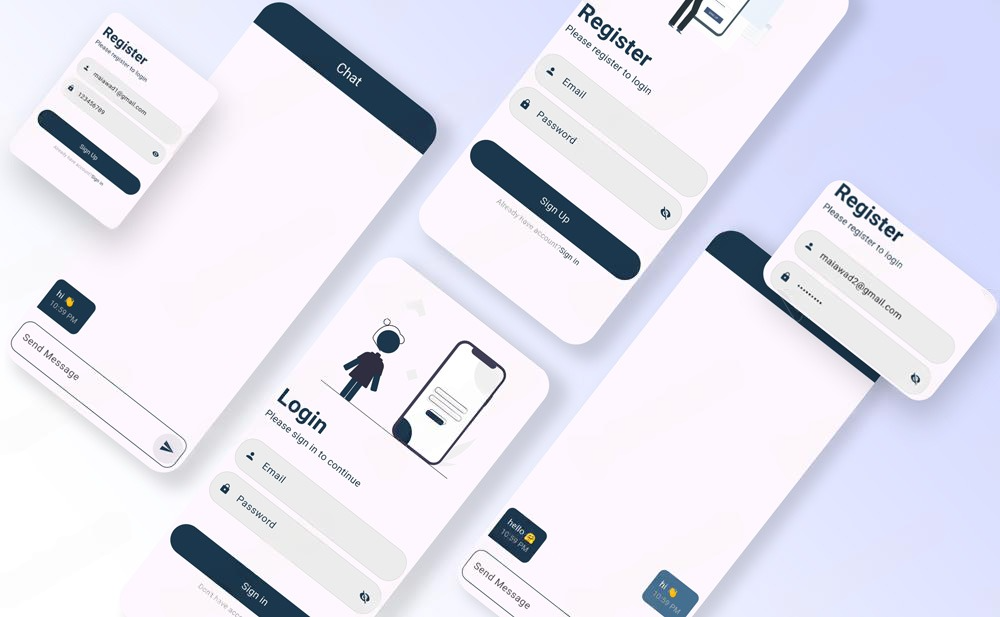 Register
Please register to login
maiawad1@gmail.com
123456789
Sign Up
Already have account?Sign in
Chat
hi 👋
10:59 PM
Send Message
Register
Please register to login
Email
Password
Sign Up
Already have account?Sign in
Login
Please sign in to continue
Email
Password
Sign in
Don't have
Register
Please register to login
maiawad2@gmail.com
•••••••••
hello 🤗
10:59 PM
hi 👋
10:59 PM
Send Message